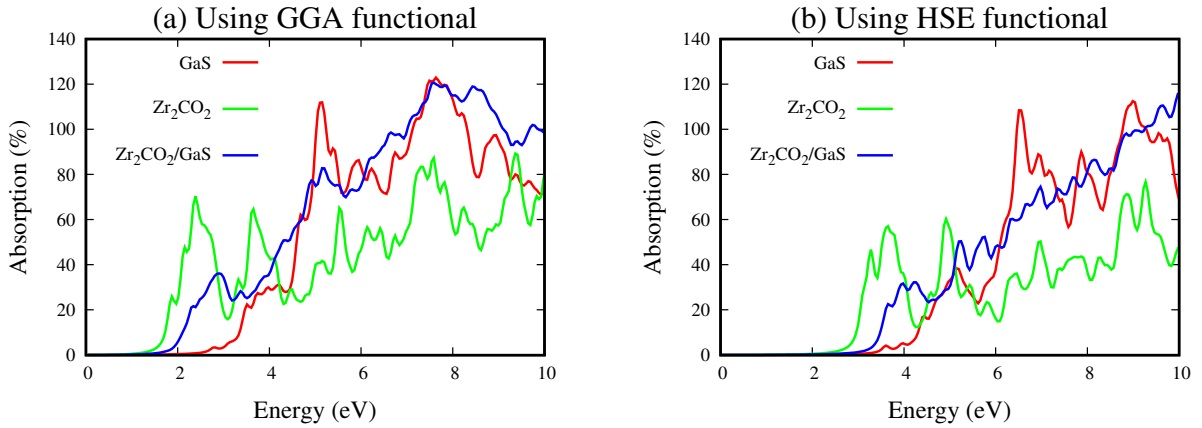 (a) Using GGA functional
140
120
100
80
60
40
20
0
0 2 4 6 8 10
Absorption (%)
Energy (eV)
GaS
Zr₂CO₂
Zr₂CO₂/GaS
(b) Using HSE functional
140
120
100
80
60
40
20
0
0 2 4 6 8 10
Absorption (%)
Energy (eV)
GaS
Zr₂CO₂
Zr₂CO₂/GaS